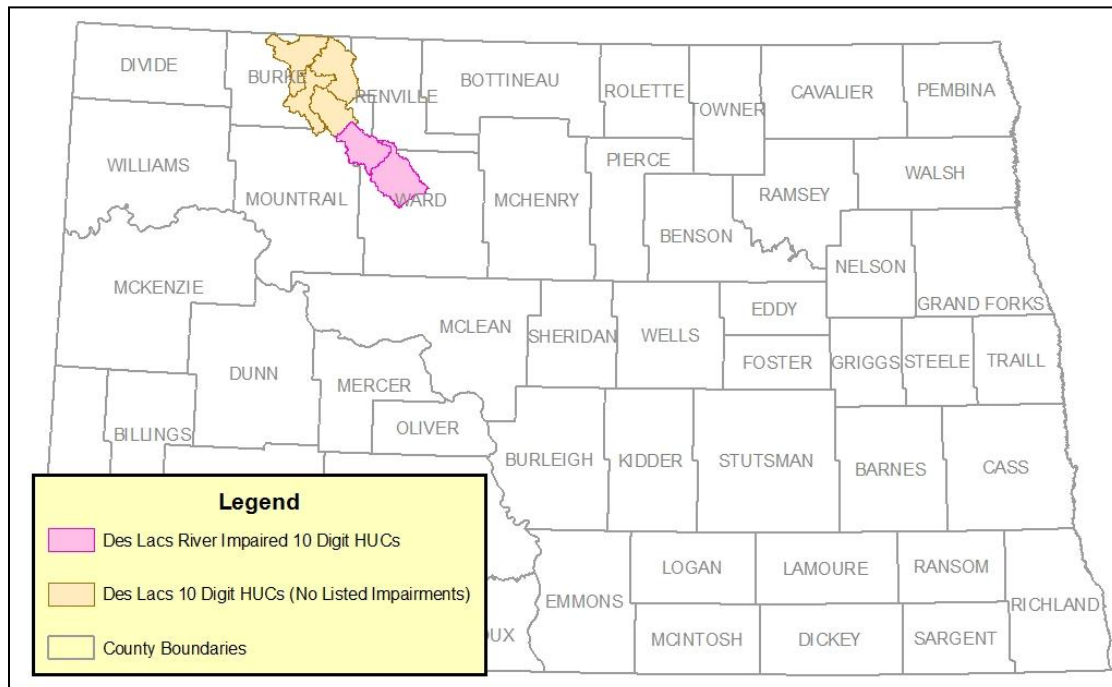 DIVIDE
BURKE
RENVILLE
BOTTINEAU
ROLETTE
TOWNER
CAVALIER
PEMBINA
WILLIAMS
MOUNTRAIL
WARD
MCHENRY
PIERCE
BENSON
RAMSEY
WALSH
NELSON
GRAND FORKS
MCKENZIE
DUNN
MCLEAN
SHERIDAN
WELLS
EDDY
FOSTER
GRIGGS
STEELE
TRAILL
MERCER
OLIVER
BILLINGS
BURLEIGH
KIDDER
STUTSMAN
BARNES
CASS
Legend
Des Lacs River Impaired 10 Digit HUCs
Des Lacs 10 Digit HUCs (No Listed Impairments)
County Boundaries
OUX
EMMONS
LOGAN
LAMOURE
RANSOM
RICHLAND
MCINTOSH
DICKEY
SARGENT